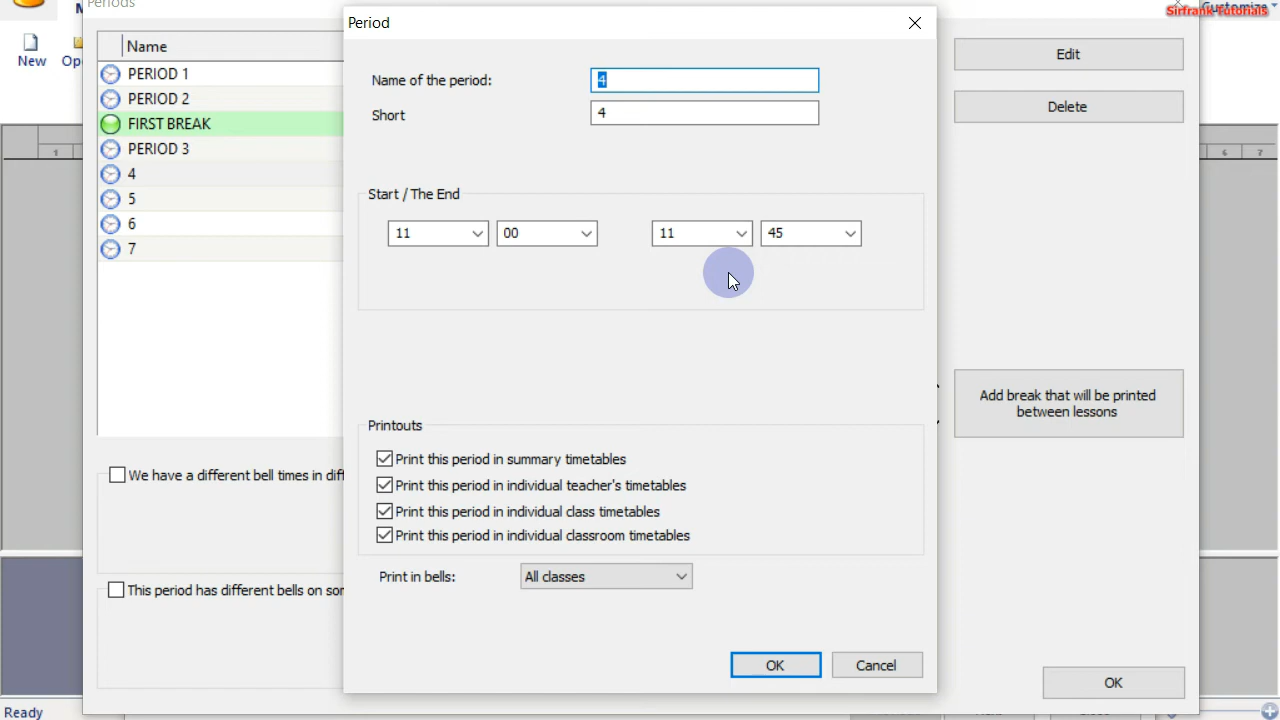 Periods
Period
Customize
Sirfrank Tutorials
New
Name
PERIOD 1
PERIOD 2
FIRST BREAK
PERIOD 3
4
5
6
7
Name of the period:
4
Short
4
Start / The End
11
00
11
45
Printouts
Print this period in summary timetables
Print this period in individual teacher's timetables
Print this period in individual class timetables
Print this period in individual classroom timetables
Print in bells:
All classes
OK
Cancel
Edit
Delete
Add break that will be printed
between lessons
OK
We have a different bell times in
This period has different bells on
Ready